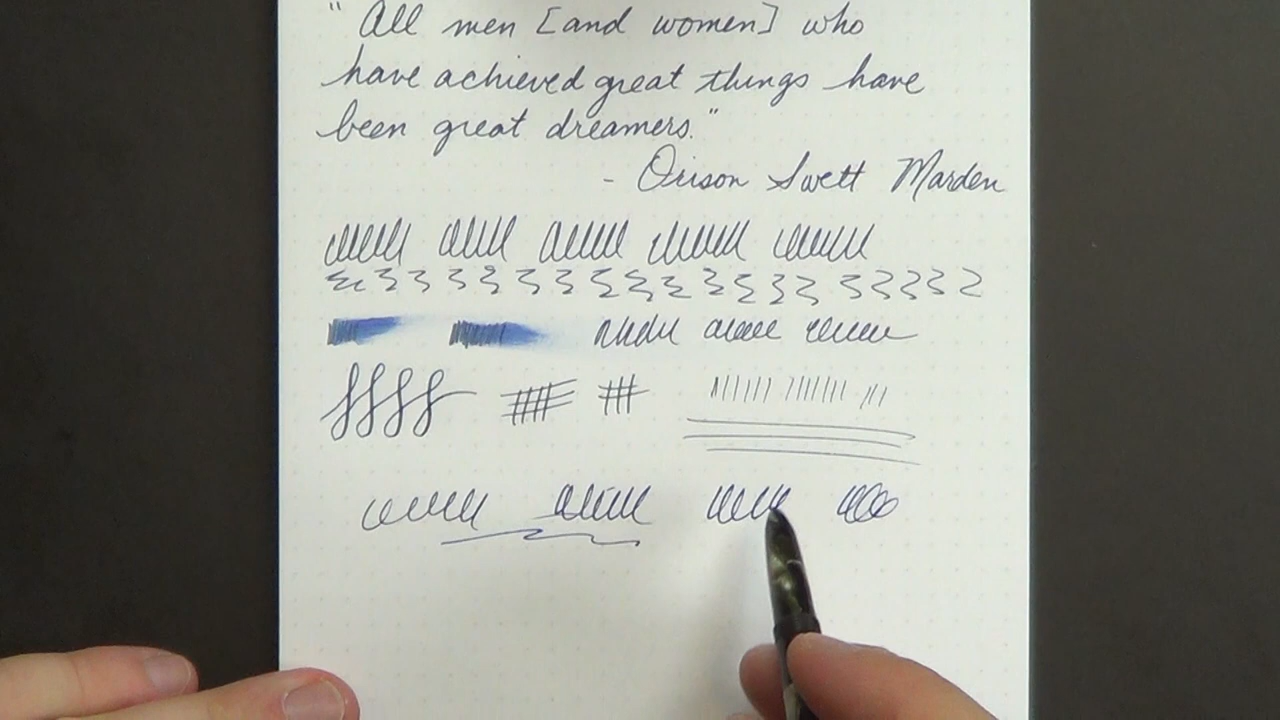 " All men [and women] who
have achieved great things have
been great dreamers."
- Orison Swett Marden